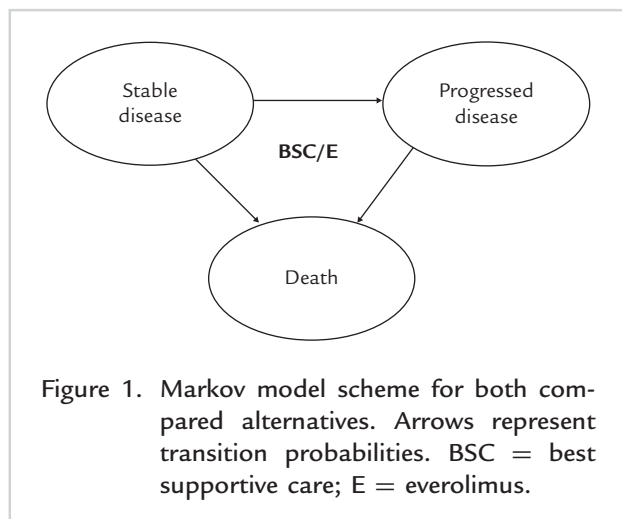 Stable
disease
Progressed
disease
BSC/E
Death
Figure 1. Markov model scheme for both com-
pared alternatives. Arrows represent
transition probabilities. BSC = best
supportive care; E = everolimus.